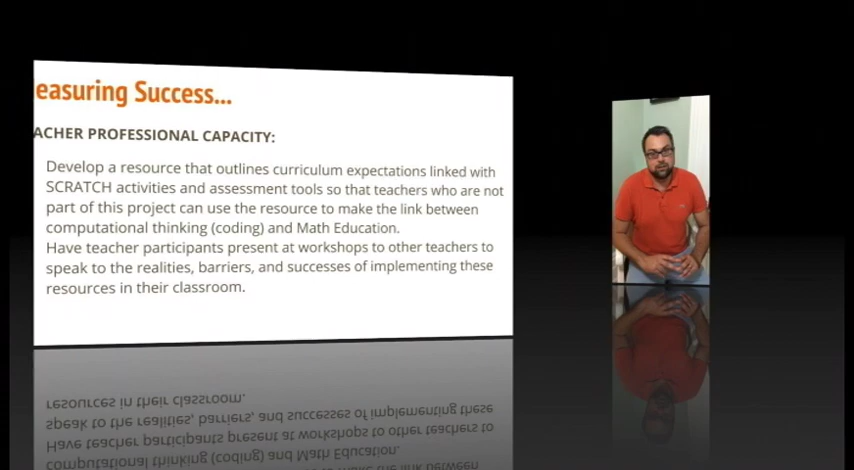 easuring Success...
ACHER PROFESSIONAL CAPACITY:
Develop a resource that outlines curriculum expectations linked with
SCRATCH activities and assessment tools so that teachers who are not
part of this project can use the resource to make the link between
computational thinking (coding) and Math Education.
Have teacher participants present at workshops to other teachers to
speak to the realities, barriers, and successes of implementing these
resources in their classroom.